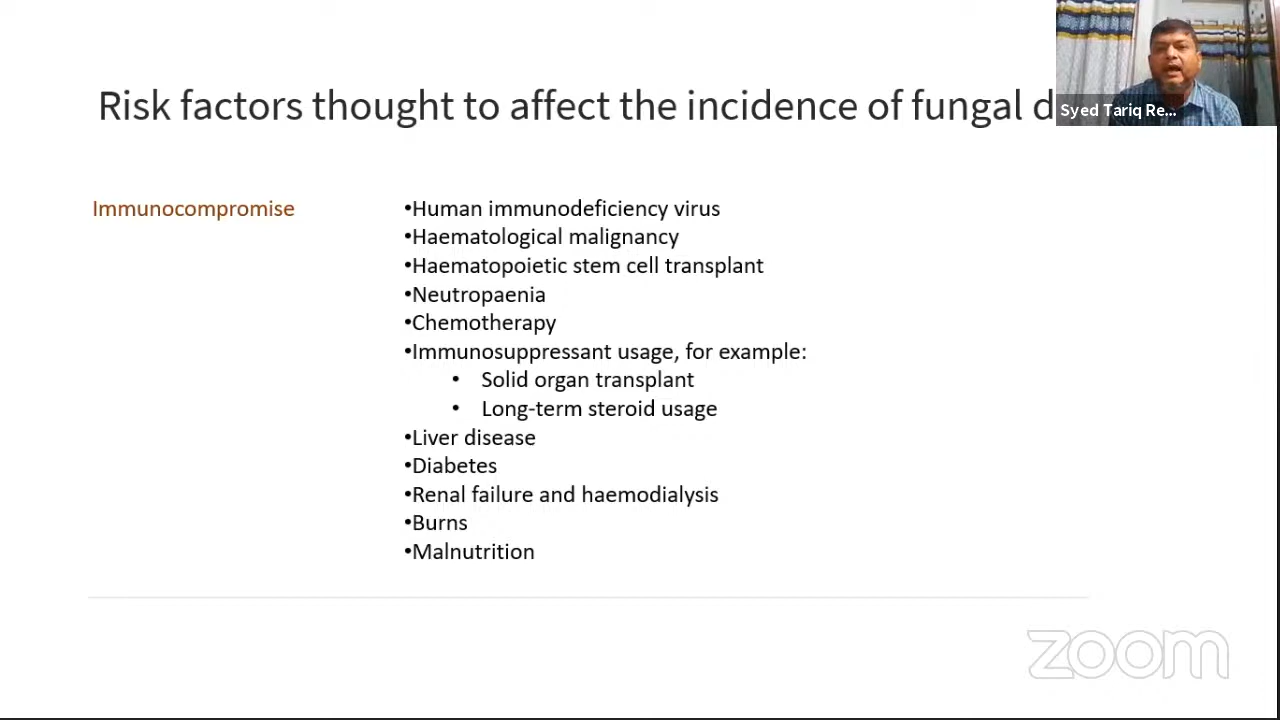 Risk factors thought to affect the incidence of fungal
Syed Tariq Re...
Immunocompromise
•Human immunodeficiency virus
•Haematological malignancy
•Haematopoietic stem cell transplant
•Neutropaenia
•Chemotherapy
•Immunosuppressant usage, for example:
• Solid organ transplant
• Long-term steroid usage
•Liver disease
•Diabetes
•Renal failure and haemodialysis
•Burns
•Malnutrition
zoom